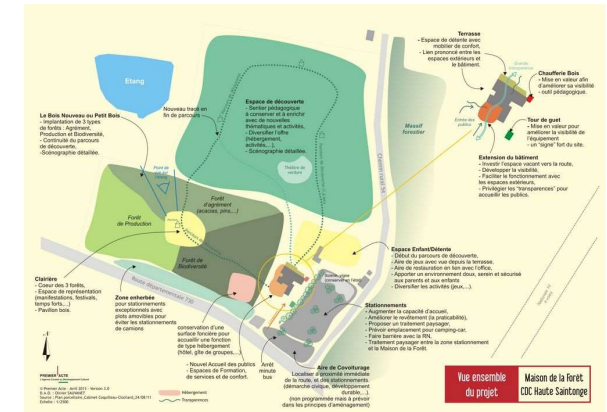 Terrasse
- Espace de détente avec
mobilier de confort,
- Lien prononcé entre les
espaces extérieurs et
le bâtiment.
Chaufferie Bois
- Mise en valeur afin
d'améliorer sa visibilité
- outil pédagogique.
Entrée des
publics
Tour de guet
- Mise en valeur pour
améliorer la visibilité de
l'équipement
- un "signe" fort du site.
Extension du bâtiment
- Investir l'espace vacant vers la route,
- Développer la visibilité,
- Faciliter le fonctionnement avec
les espaces extérieurs,
- Privilégier les "transparences" pour
accueillir les publics.
Etang
Nouveau tracé en
fin de parcours
Espace de découverte
- Sentier pédagogique
à conserver et à enrichir
avec de nouvelles
thématiques et activités,
- Diversifier l'offre
(hébergement,
activités,...),
- Scénographie détaillée.
Théâtre de
verdure
Massif
forestier
Chemin rural 34
Le Bois Nouveau ou Petit Bois
- Implantation de 3 types
de forêts : Agrément,
Production et Biodiversité,
- Continuité du parcours
de découverte,
-Scénographie détaillée.
Forêt
d'agrément
(acacias, pins,...)
Forêt
de Production
Forêt de
Biodiversité
Clairière
- Coeur des 3 forêts,
- Espace de représentation
(manifestations, festivals,
temps forts,...),
- Pavillon bois.
Zone enherbée
pour stationnements
exceptionnels avec
plots amovibles pour
éviter les stationnements
de camions
Route départementale 730
conservation d'une
surface foncière pour
accueillir une fonction
de type hébergement
(hôtel, gîte de groupes,...)
- Nouvel Accueil des publics
- Espaces de Formation,
de services et de confort.
Arrêt
minute
bus
Espace Enfant/Détente
- Début du parcours de découverte,
- Aire de jeux avec vue depuis la terrasse,
- Aire de restauration en lien avec l'office,
- Apporter un environnement doux, serein et sécurisé
aux parents et aux enfants
- Diversifier les activités (jeux,...).
Stationnements
- Augmenter la capacité d'accueil,
- Améliorer le revêtement (la praticabilité),
- Proposer un traitement paysager,
- Prévoir emplacement pour camping-car,
- Faire barrière avec la RN,
- Traitement paysager entre la zone stationnement
et la Maison de la Forêt.
Aire de Covoiturage
Localiser à proximité immédiate
de la route, et des stationnements.
(démarche civique, développement
durable,...).
(non programmée mais à prévoir
dans les principes d'aménagement)
PREMIER ACTE
Hébergement
Transparences
Vue ensemble
du projet
Maison de la Forêt
CDC Haute Saintonge